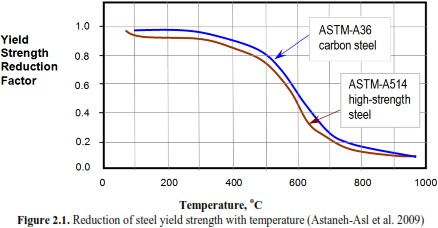 Yield
Strength
Reduction
Factor
1.0
0.8
0.6
0.4
0.2
0.0
ASTM-A36
carbon steel
ASTM-A514
high-strength
steel
0 200 400 600 800 1000
Temperature, °C
Figure 2.1. Reduction of steel yield strength with temperature (Astaneh-Asl et al. 2009)